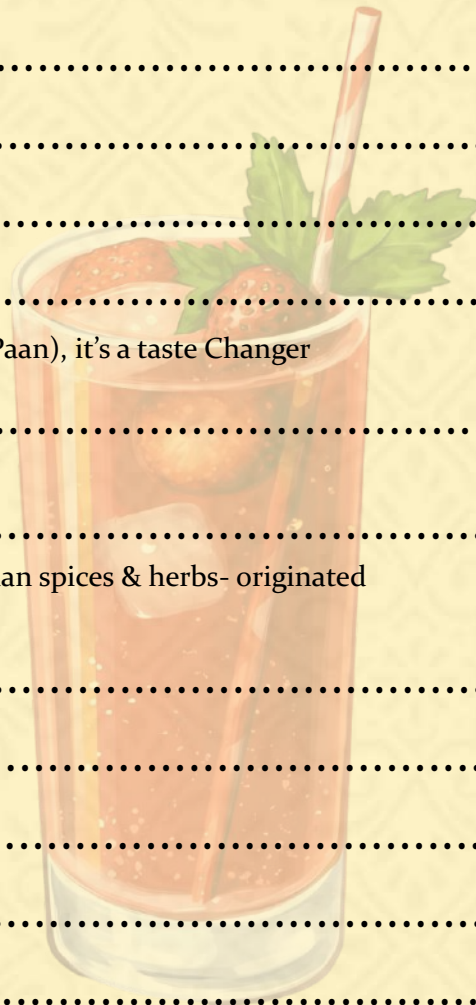 Paan), it's a taste Changer
an spices & herbs- originated